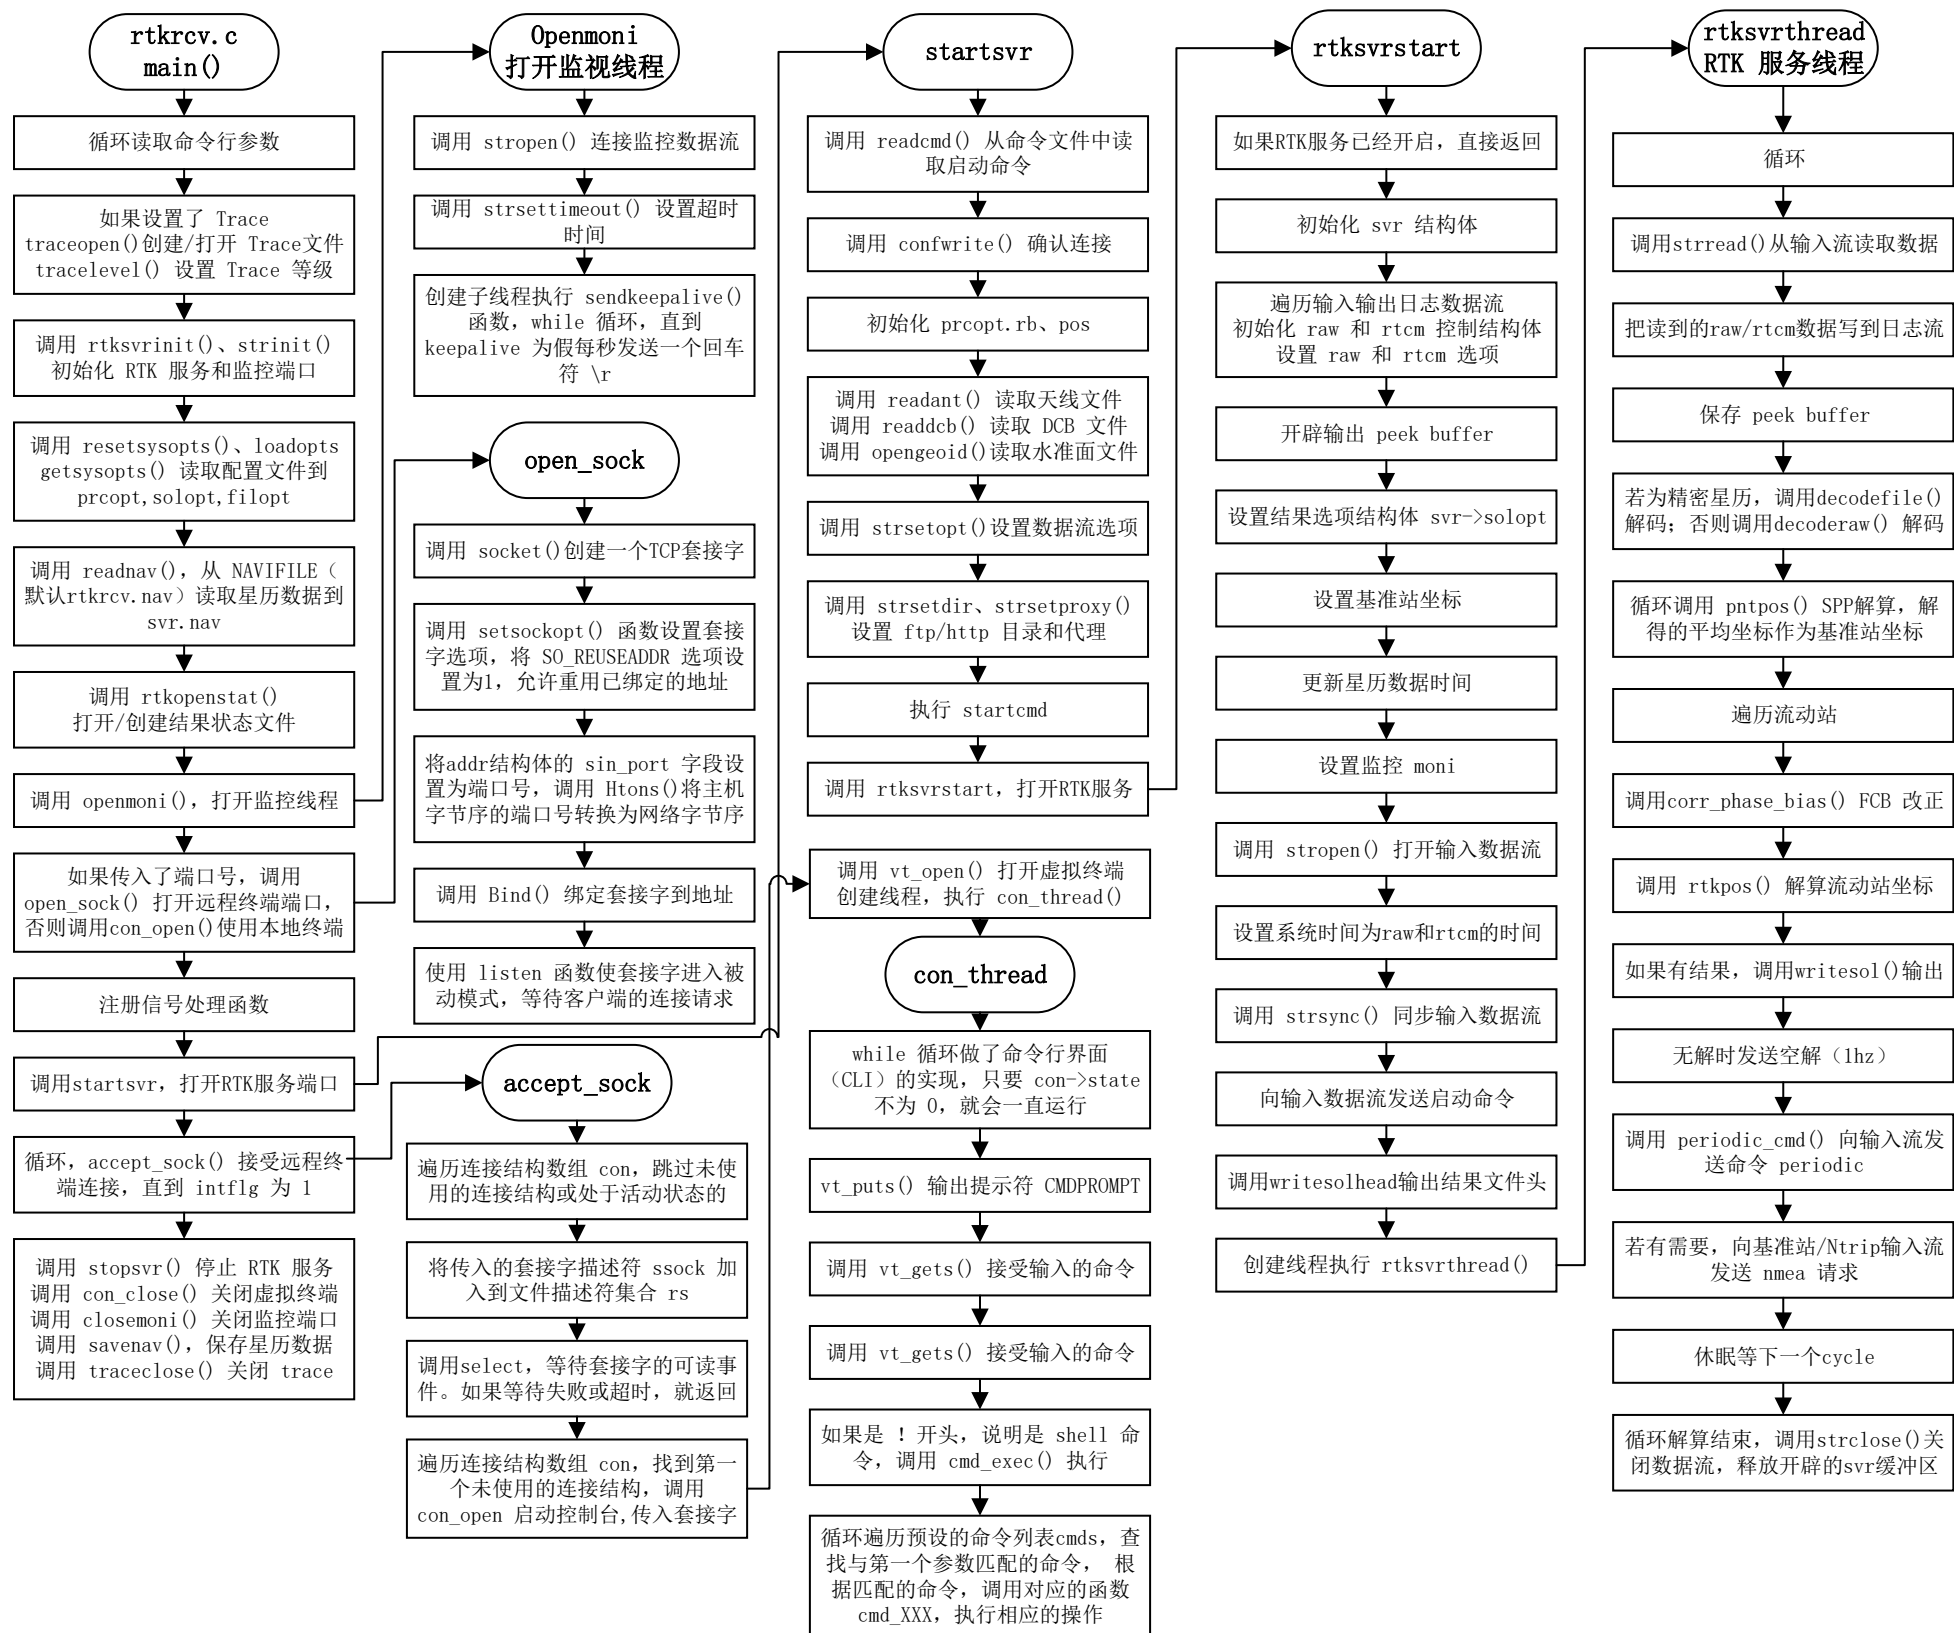 rtkrcv.c
main()
循环读取命令行参数
如果设置了 Trace
traceopen()创建/打开 Trace文件
tracelevel() 设置 Trace 等级
调用 rtksvrinit()、strinit()
初始化 RTK 服务和监控端口
调用 resetsysopts()、loadopts
getsysopts() 读取配置文件到
prcopt,solopt,filopt
调用 readnav()，从 NAVIFILE（
默认rtkrcv.nav）读取星历数据到
svr.nav
调用 rtkopenstat()
打开/创建结果状态文件
调用 openmoni()，打开监控线程
如果传入了端口号，调用
open_sock() 打开远程终端端口，
否则调用con_open()使用本地终端
注册信号处理函数
调用startsvr，打开RTK服务端口
循环，accept_sock() 接受远程终
端连接，直到 intflg 为 1
调用 stopsvr() 停止 RTK 服务
调用 con_close() 关闭虚拟终端
调用 closemoni() 关闭监控端口
调用 savenav()，保存星历数据
调用 traceclose() 关闭 trace
Openmoni
打开监视线程
调用 stropen() 连接监控数据流
调用 strsettimeout() 设置超时
时间
创建子线程执行 sendkeepalive()
函数，while 循环，直到
keepalive 为假每秒发送一个回车
符 \r
open_sock
调用 socket()创建一个TCP套接字
调用 setsockopt() 函数设置套接
字选项，将 SO_REUSEADDR 选项设
置为1，允许重用已绑定的地址
将addr结构体的 sin_port 字段设
置为端口号，调用 Htons()将主机
字节序的端口号转换为网络字节序
调用 Bind() 绑定套接字到地址
使用 listen 函数使套接字进入被
动模式，等待客户端的连接请求
accept_sock
遍历连接结构数组 con，跳过未使
用的连接结构或处于活动状态的
将传入的套接字描述符 ssock 加
入到文件描述符集合 rs
调用select，等待套接字的可读事
件。如果等待失败或超时，就返回
遍历连接结构数组 con，找到第一
个未使用的连接结构，调用
con_open 启动控制台,传入套接字
startsvr
调用 readcmd() 从命令文件中读
取启动命令
调用 confwrite() 确认连接
初始化 prcopt.rb、pos
调用 readant() 读取天线文件
调用 readdcb() 读取 DCB 文件
调用 opengeoid()读取水准面文件
调用 strsetopt()设置数据流选项
调用 strsetdir、strsetproxy()
设置 ftp/http 目录和代理
执行 startcmd
调用 rtksvrstart，打开RTK服务
调用 vt_open() 打开虚拟终端
创建线程，执行 con_thread()
con_thread
while 循环做了命令行界面
（CLI）的实现，只要 con->state
不为 0，就会一直运行
vt_puts() 输出提示符 CMDPROMPT
调用 vt_gets() 接受输入的命令
调用 vt_gets() 接受输入的命令
如果是 ！开头，说明是 shell 命
令，调用 cmd_exec() 执行
循环遍历预设的命令列表cmds，查
找与第一个参数匹配的命令， 根
据匹配的命令，调用对应的函数
cmd_XXX，执行相应的操作
rtksvrstart
如果RTK服务已经开启，直接返回
初始化 svr 结构体
遍历输入输出日志数据流
初始化 raw 和 rtcm 控制结构体
设置 raw 和 rtcm 选项
开辟输出 peek buffer
设置结果选项结构体 svr->solopt
设置基准站坐标
更新星历数据时间
设置监控 moni
调用 stropen() 打开输入数据流
设置系统时间为raw和rtcm的时间
调用 strsync() 同步输入数据流
向输入数据流发送启动命令
调用writesolhead输出结果文件头
创建线程执行 rtksvrthread()
rtksvrthread
RTK 服务线程
循环
调用strread()从输入流读取数据
把读到的raw/rtcm数据写到日志流
保存 peek buffer
若为精密星历，调用decodefile()
解码；否则调用decoderaw() 解码
循环调用 pntpos() SPP解算，解
得的平均坐标作为基准站坐标
遍历流动站
调用corr_phase_bias() FCB 改正
调用 rtkpos() 解算流动站坐标
如果有结果，调用writesol()输出
无解时发送空解（1hz）
调用 periodic_cmd() 向输入流发
送命令 periodic
若有需要，向基准站/Ntrip输入流
发送 nmea 请求
休眠等下一个cycle
循环解算结束，调用strclose()关
闭数据流，释放开辟的svr缓冲区